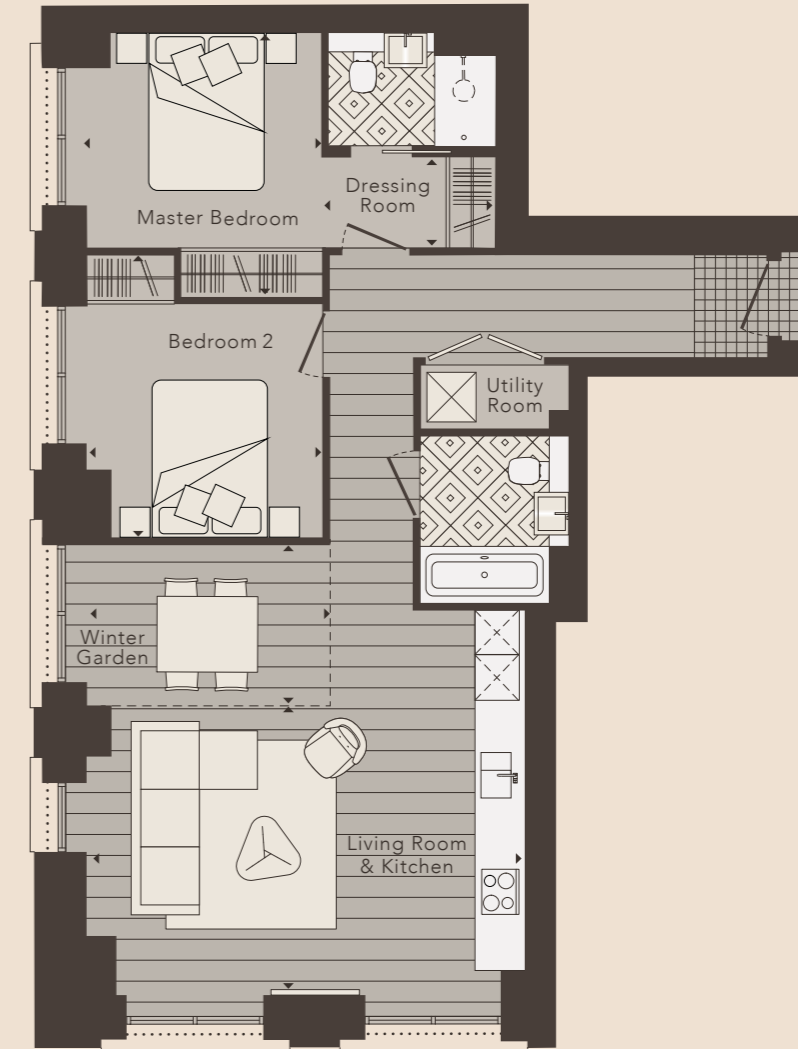 Master Bedroom
Dressing
Room
Bedroom 2
Utility
Room
Winter
Garden
Living Room
& Kitchen